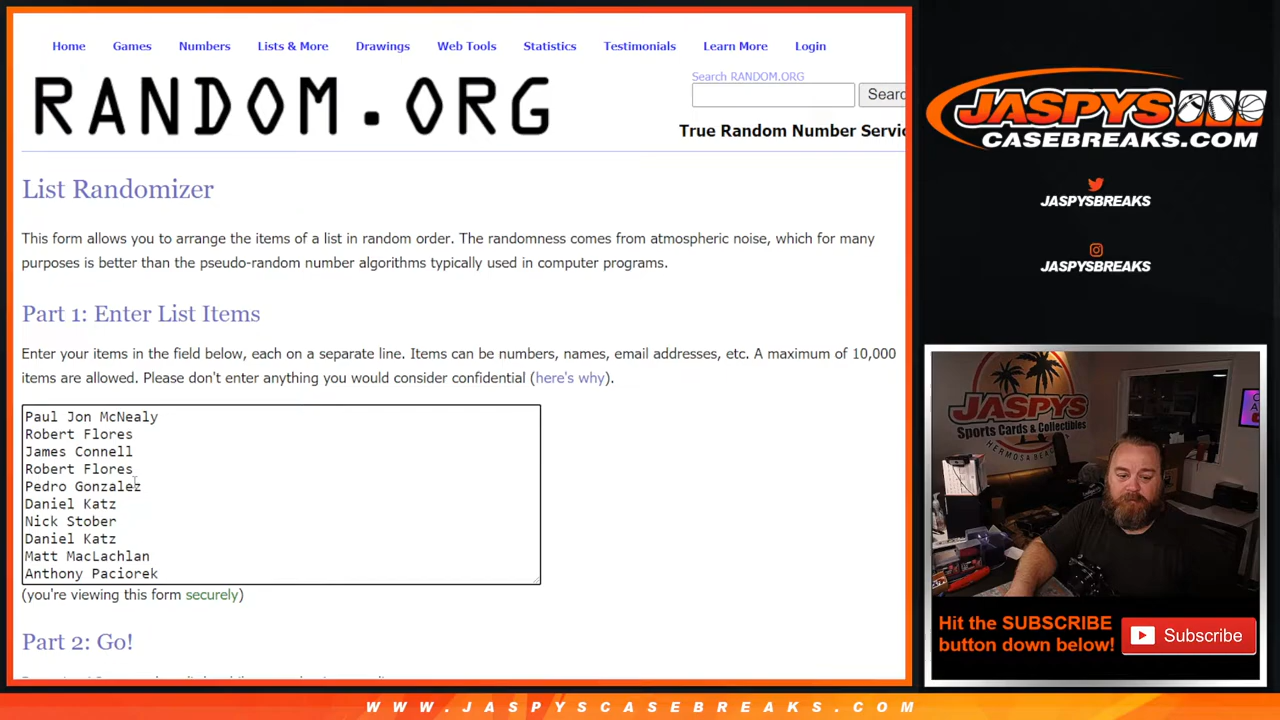 Home Games Numbers Lists & More Drawings Web Tools Statistics Testimonials Learn More Login
RANDOM.ORG
Search RANDOM.ORG
True Random Number
List Randomizer
This form allows you to arrange the items of a list in random order. The randomness comes from atmospheric noise, which for many
purposes is better than the pseudo-random number algorithms typically used in computer programs.
Part 1: Enter List Items
Enter your items in the field below, each on a separate line. Items can be numbers, names, email addresses, etc. A maximum of 10,000
items are allowed. Please don't enter anything you would consider confidential (here's why).
Paul Jon McNealy
Robert Flores
James Connell
Robert Flores
Pedro Gonzalez
Daniel Katz
Nick Stober
Daniel Katz
Matt MacLachlan
Anthony Paciorek
(you're viewing this form securely)
Part 2: Go!
JASPYS
CASEBREAKS.COM
JASPYSBREAKS
JASPYSBREAKS
JASPYS
Sports Cards & Collectibles
HERMOSA BEACH
Hit the SUBSCRIBE
button down below!
Subscribe
WWW.JASPYSCASEBREAKS.COM